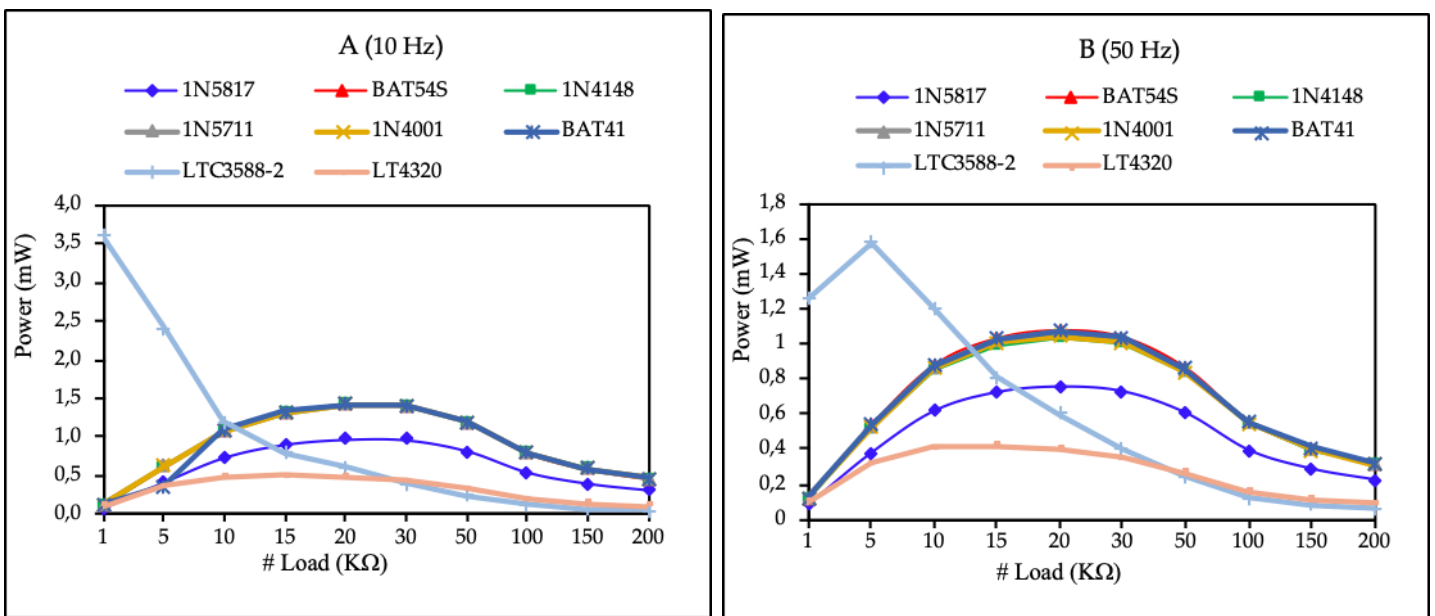 A (10 Hz)
1N5817 BAT54S 1N4148
1N5711 1N4001 BAT41
LTC3588-2 LT4320
Power (mW)
4,0
3,5
3,0
2,5
2,0
1,5
1,0
0,5
0,0
1 5 10 15 20 30 50 100 150 200
# Load (KΩ)
B (50 Hz)
1N5817 BAT54S 1N4148
1N5711 1N4001 BAT41
LTC3588-2 LT4320
Power (mW)
1,8
1,6
1,4
1,2
1
0,8
0,6
0,4
0,2
0
1 5 10 15 20 30 50 100 150 200
# Load (KΩ)